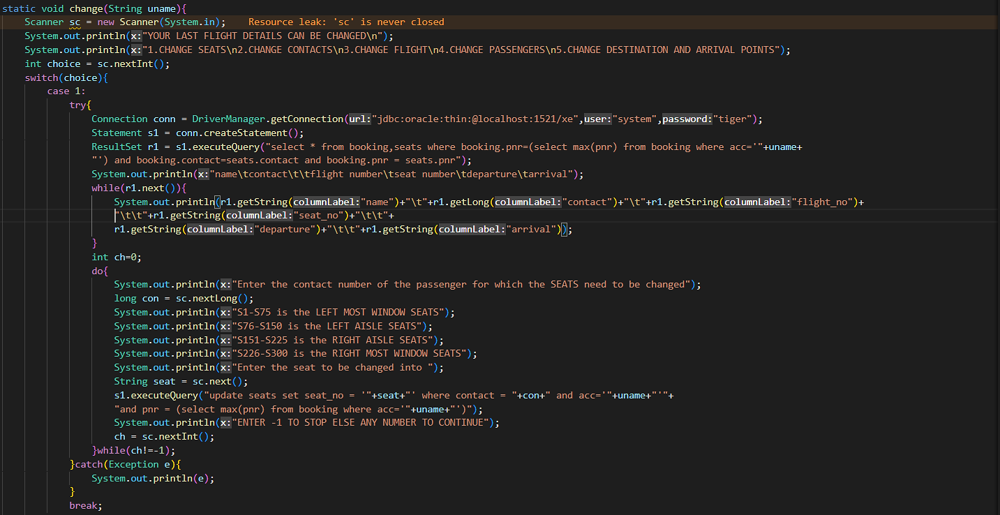 static void change(String uname){
Scanner sc = new Scanner(System.in);    Resource leak: 'sc' is never closed
System.out.println(x:"YOUR LAST FLIGHT DETAILS CAN BE CHANGED\n");
System.out.println(x:"1.CHANGE SEATS\n2.CHANGE CONTACTS\n3.CHANGE FLIGHT\n4.CHANGE PASSENGERS\n5.CHANGE DESTINATION AND ARRIVAL POINTS");
int choice = sc.nextInt();
switch(choice){
case 1:
try{
Connection conn = DriverManager.getConnection(url:"jdbc:oracle:thin:@localhost:1521/xe",user:"system",password:"tiger");
Statement s1 = conn.createStatement();
ResultSet r1 = s1.executeQuery("select * from booking,seats where booking.pnr=(select max(pnr) from booking where acc='"+uname+
"') and booking.contact=seats.contact and booking.pnr = seats.pnr");
System.out.println(x:"name\tcontact\t\tflight number\tseat number\tdeparture\tarrival");
while(r1.next()){
System.out.println(r1.getString(columnLabel:"name")+"\t"+r1.getLong(columnLabel:"contact")+"\t"+r1.getString(columnLabel:"flight_no")+
"\t\t"+r1.getString(columnLabel:"seat_no")+"\t\t"+
r1.getString(columnLabel:"departure")+"\t\t"+r1.getString(columnLabel:"arrival"));
}
int ch=0;
do{
System.out.println(x:"Enter the contact number of the passenger for which the SEATS need to be changed");
long con = sc.nextLong();
System.out.println(x:"S1-S75 is the LEFT MOST WINDOW SEATS");
System.out.println(x:"S76-S150 is the LEFT AISLE SEATS");
System.out.println(x:"S151-S225 is the RIGHT AISLE SEATS");
System.out.println(x:"S226-S300 is the RIGHT MOST WINDOW SEATS");
System.out.println(x:"Enter the seat to be changed into ");
String seat = sc.next();
s1.executeQuery("update seats set seat_no = '"+seat+"' where contact = "+con+" and acc='"+uname+"'"+
"and pnr = (select max(pnr) from booking where acc='"+uname+"')");
System.out.println(x:"ENTER -1 TO STOP ELSE ANY NUMBER TO CONTINUE");
ch = sc.nextInt();
}while(ch!=-1);
}catch(Exception e){
System.out.println(e);
}
break;